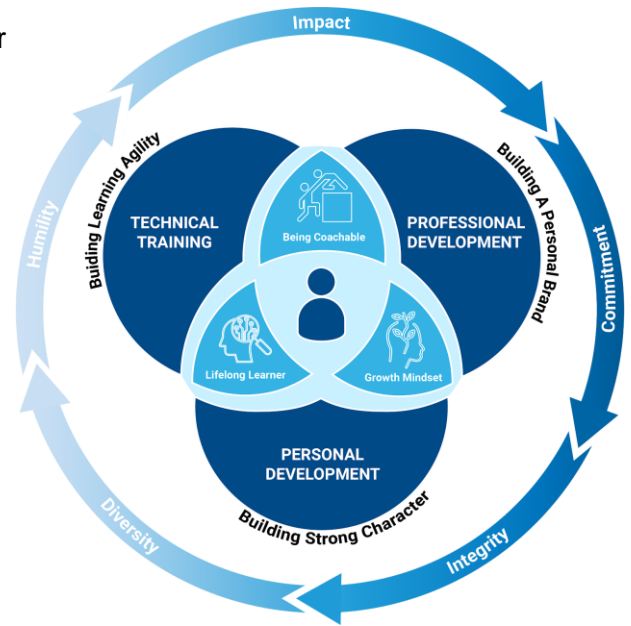 r
Impact
Buiding Learning Agility
Building A Personal Brand
TECHNICAL
TRAINING
Being Coachable
PROFESSIONAL
DEVELOPMENT
Humility
Commitment
Lifelong Learner
Growth Mindset
PERSONAL
DEVELOPMENT
Building Strong Character
Diversity
Integrity